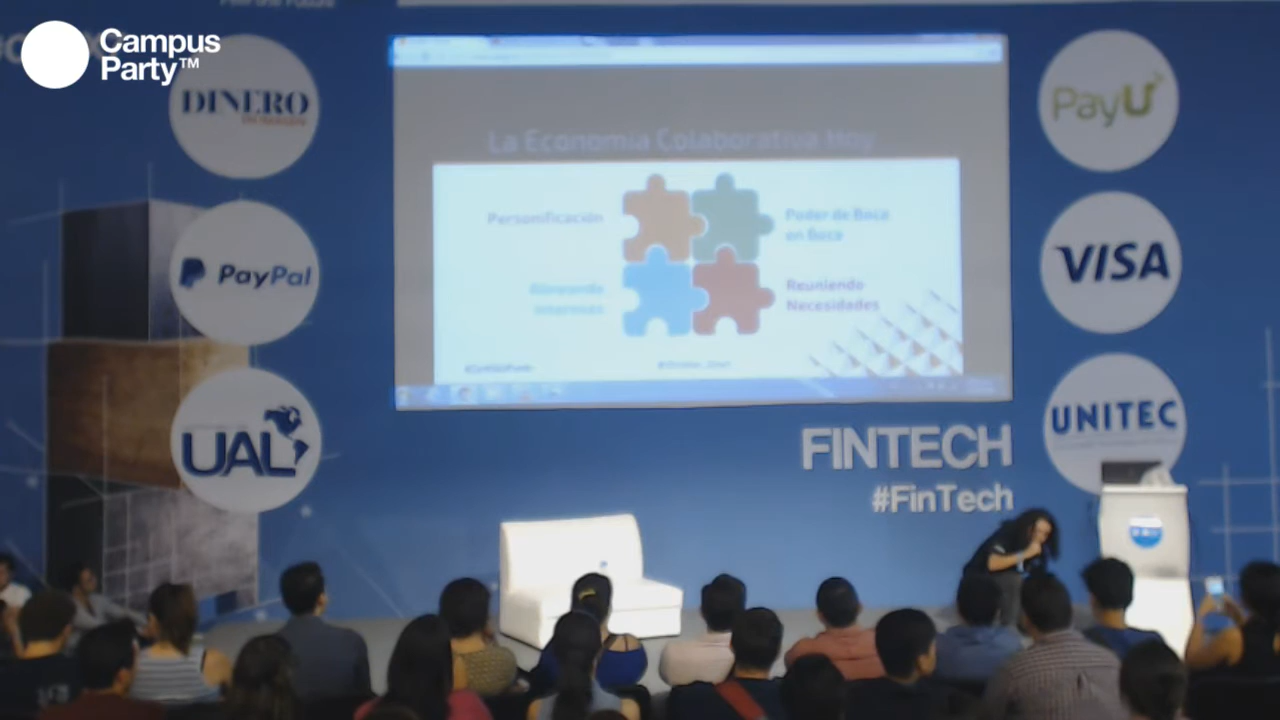 Campus
Party™
DINERO
PayPal
UAL
La Economía Colaborativa Hoy
Personificación
Poder de Boca
en Boca
Reuniendo
Necesidades
PayU
VISA
UNITEC
FINTECH
#FinTech